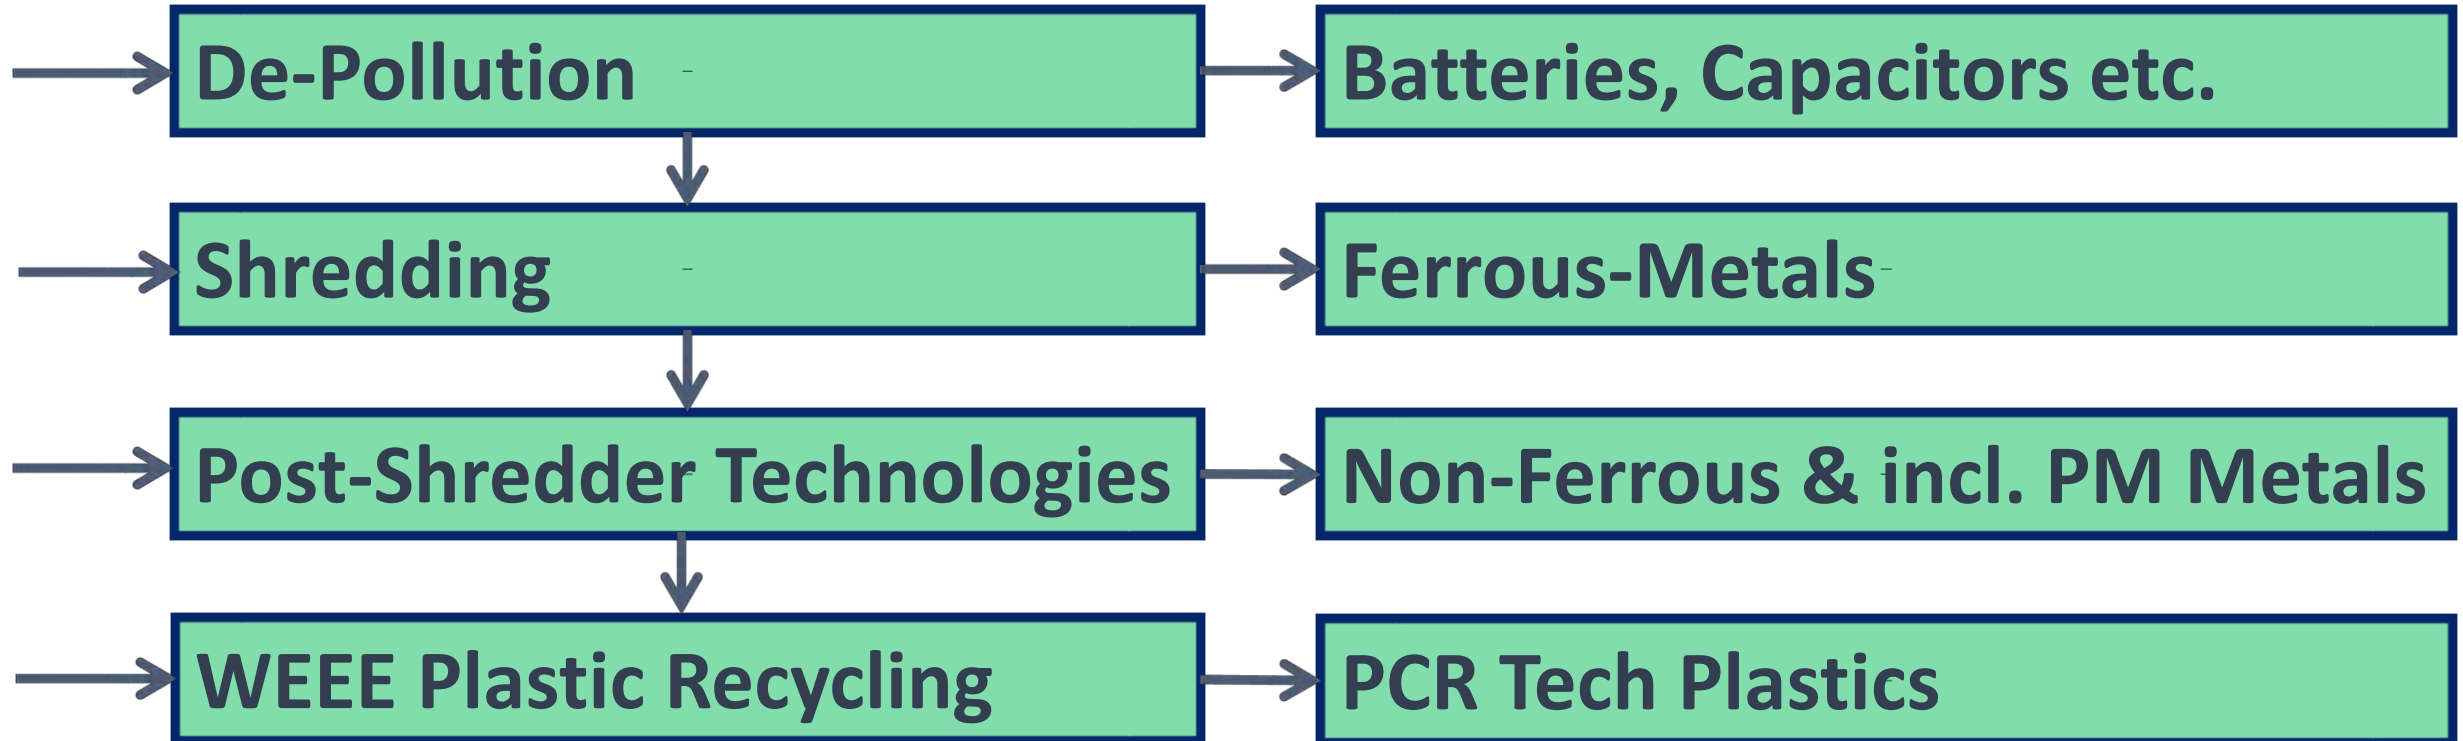 De-Pollution
Batteries, Capacitors etc.
Shredding
Ferrous-Metals
Post-Shredder Technologies
Non-Ferrous & incl. PM Metals
WEEE Plastic Recycling
PCR Tech Plastics